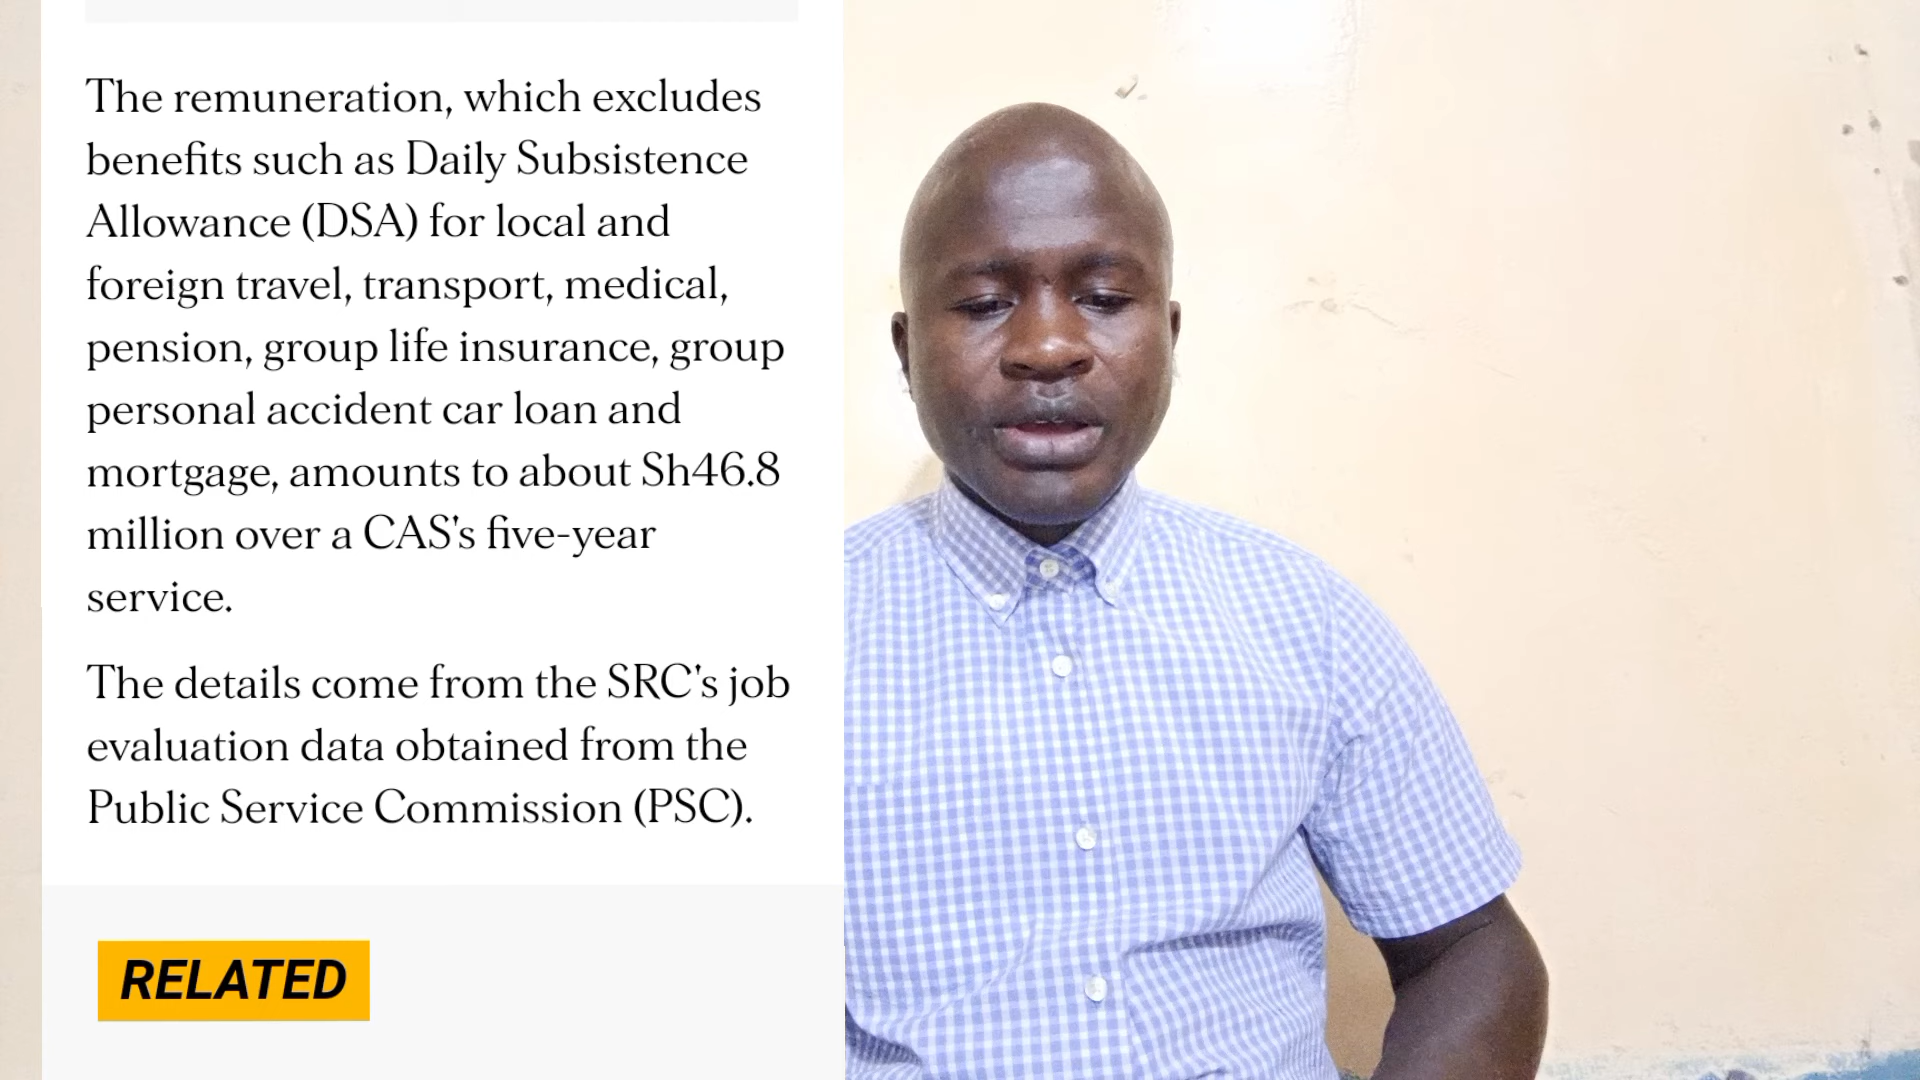 The remuneration, which excludes
benefits such as Daily Subsistence
Allowance (DSA) for local and
foreign travel, transport, medical,
pension, group life insurance, group
personal accident car loan and
mortgage, amounts to about Sh46.8
million over a CAS's five-year
service.
The details come from the SRC's job
evaluation data obtained from the
Public Service Commission (PSC).
RELATED